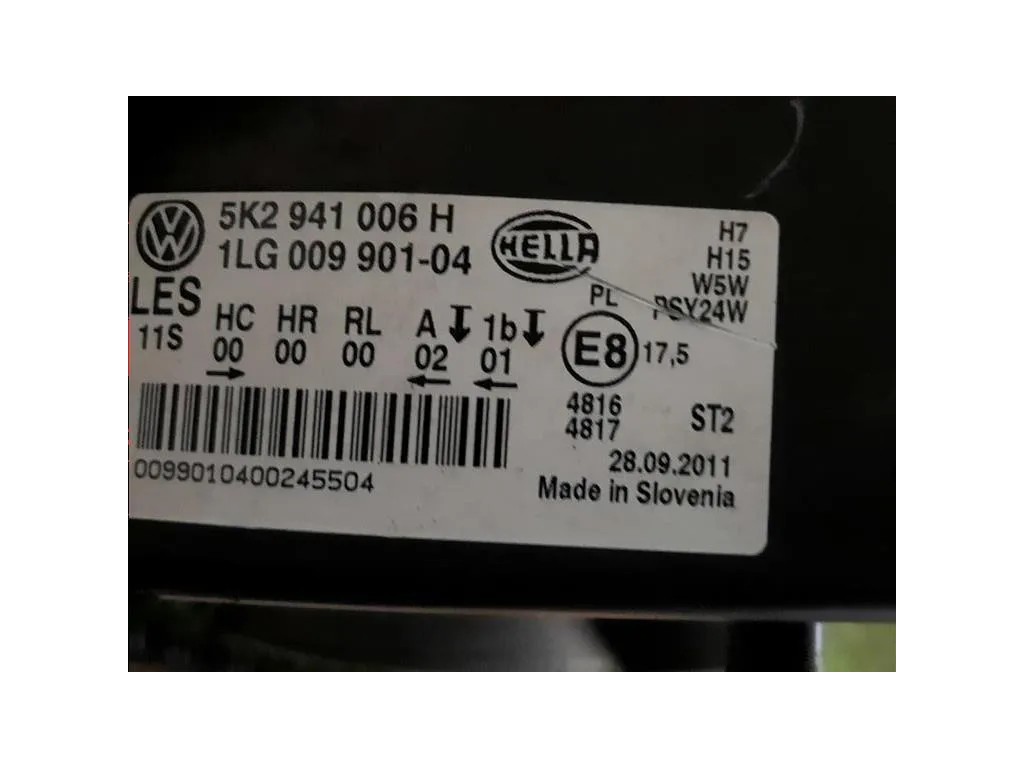 5K2 941 006 H
1LG 009 901-04
HELLA
H7
H15
W5W
PSY24W
LES
11S
HC HR RL A 1b
00 00 00 02 01
PL
E8 17,5
4816
4817
ST2
0099010400245504
28.09.2011
Made in Slovenia